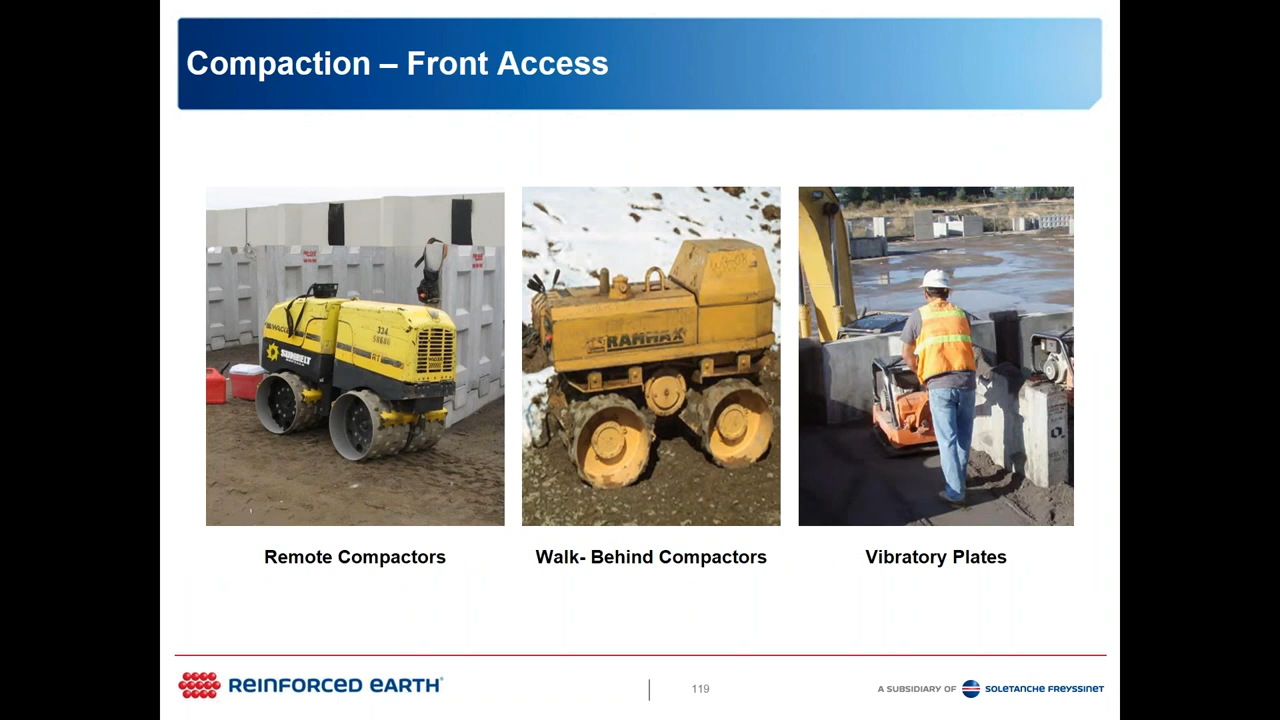 Compaction – Front Access
334
SUNBELT
RAMMAX
Remote Compactors
Walk- Behind Compactors
Vibratory Plates
REINFORCED EARTH®
119
A SUBSIDIARY OF SOLETANCHE FREYSSINET